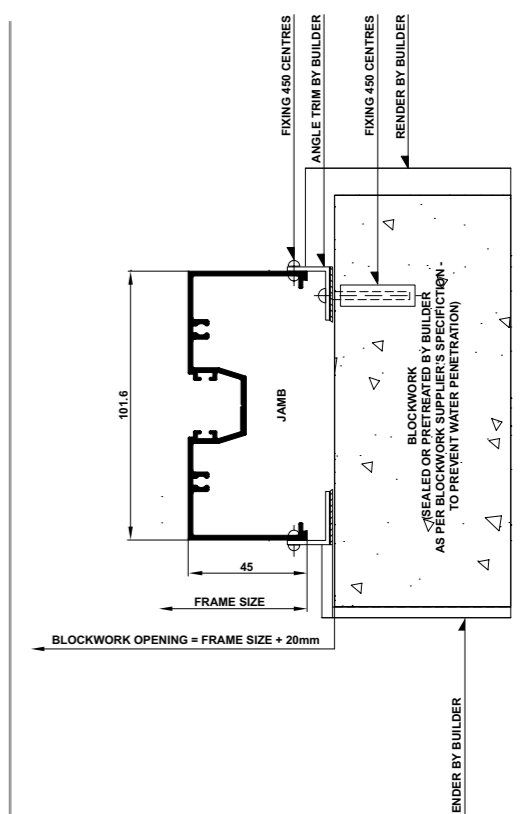 FIXING 450 CENTRES
ANGLE TRIM BY BUILDER
FIXING 450 CENTRES
RENDER BY BUILDER
101.6
JAMB
BLOCKWORK
(SEALED OR PRETREATED BY BUILDER
AS PER BLOCKWORK SUPPLIER'S SPECIFICTION -
TO PREVENT WATER PENETRATION)
45
FRAME SIZE
BLOCKWORK OPENING = FRAME SIZE + 20mm
ENDER BY BUILDER